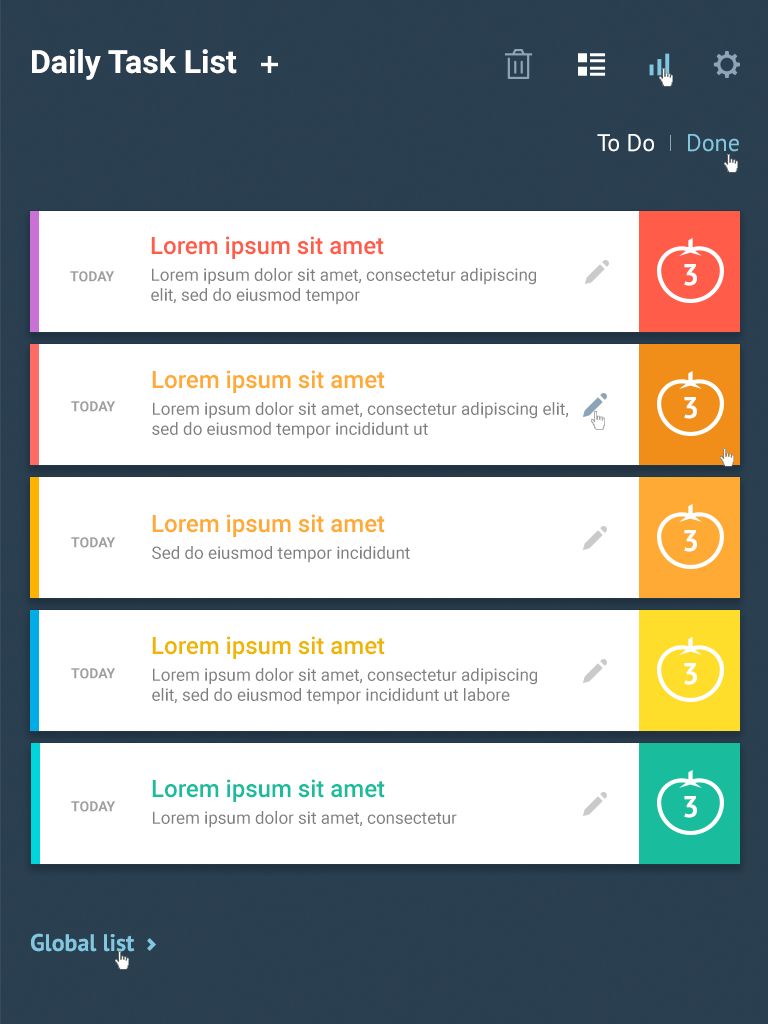 Daily Task List +
To Do | Done
TODAY
Lorem ipsum sit amet
Lorem ipsum dolor sit amet, consectetur adipiscing
elit, sed do eiusmod tempor
3
TODAY
Lorem ipsum sit amet
Lorem ipsum dolor sit amet, consectetur adipiscing elit,
sed do eiusmod tempor incididunt ut
3
TODAY
Lorem ipsum sit amet
Sed do eiusmod tempor incididunt
3
TODAY
Lorem ipsum sit amet
Lorem ipsum dolor sit amet, consectetur adipiscing
elit, sed do eiusmod tempor incididunt ut labore
3
TODAY
Lorem ipsum sit amet
Lorem ipsum dolor sit amet, consectetur
3
Global list